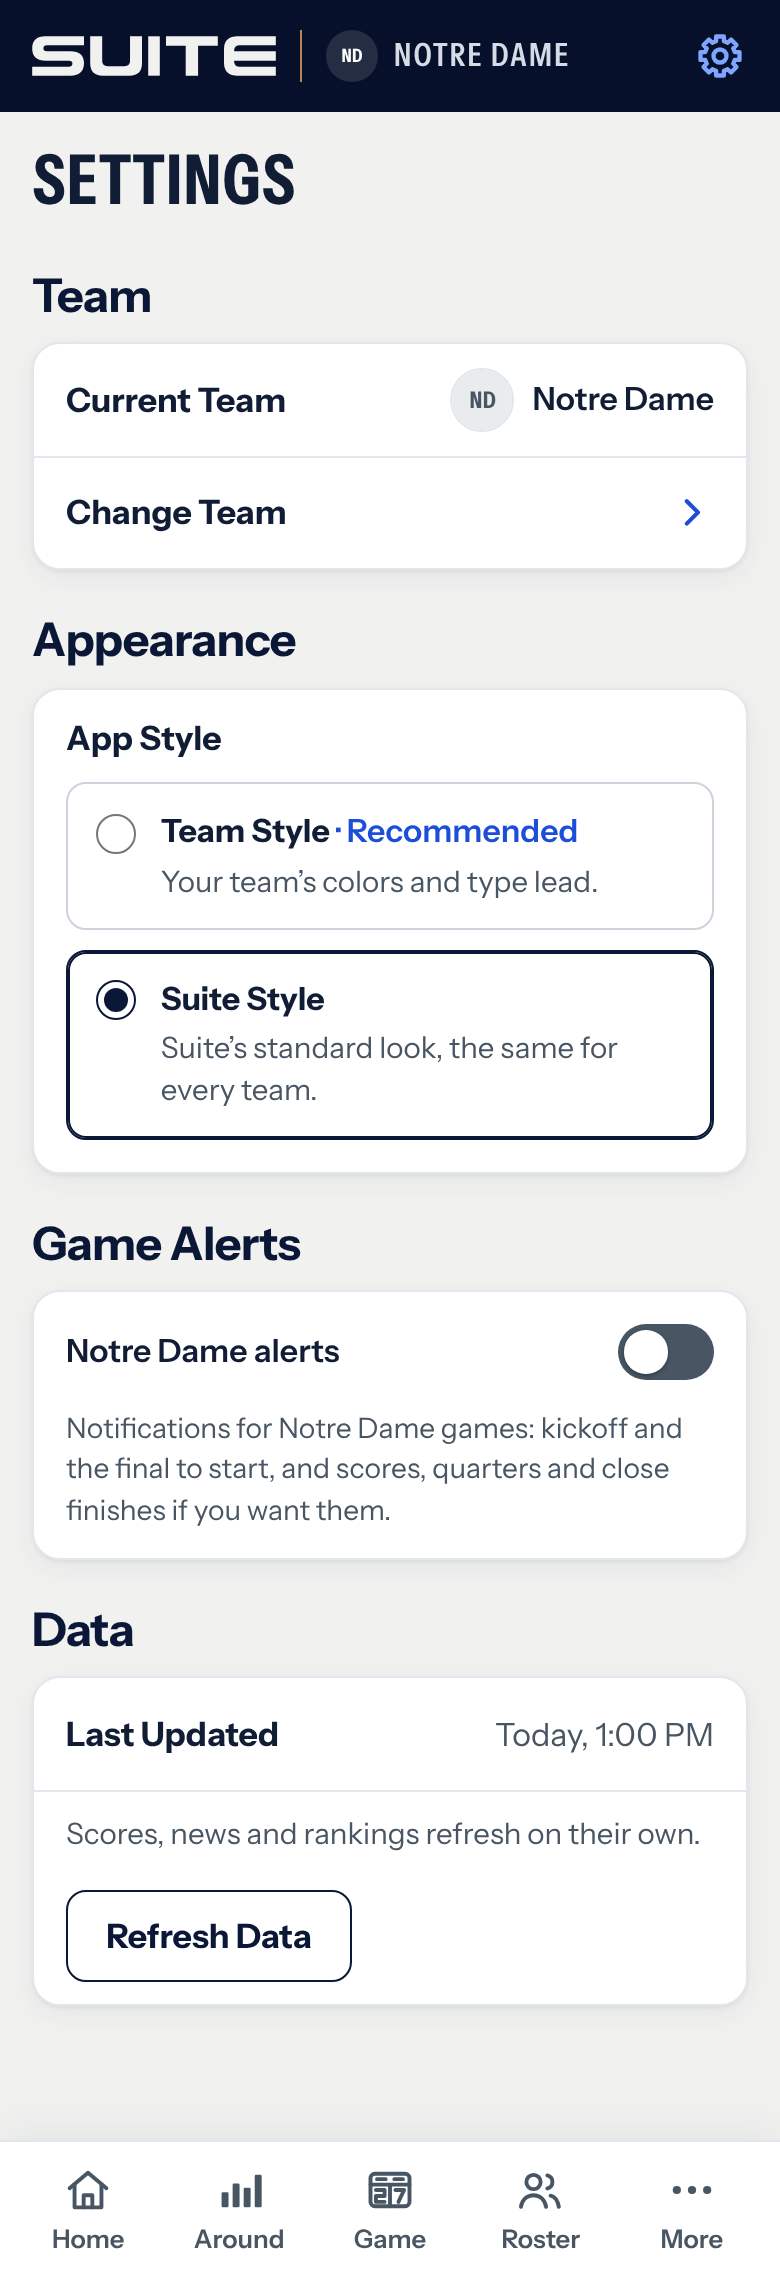 SUITE
ND
NOTRE DAME
SETTINGS
Team
Current Team
ND
Notre Dame
Change Team
Appearance
App Style
Team Style · Recommended
Your team’s colors and type lead.
Suite Style
Suite’s standard look, the same for
every team.
Game Alerts
Notre Dame alerts
Notifications for Notre Dame games: kickoff and
the final to start, and scores, quarters and close
finishes if you want them.
Data
Last Updated
Today, 1:00 PM
Scores, news and rankings refresh on their own.
Refresh Data
27
Home
Around
Game
Roster
More